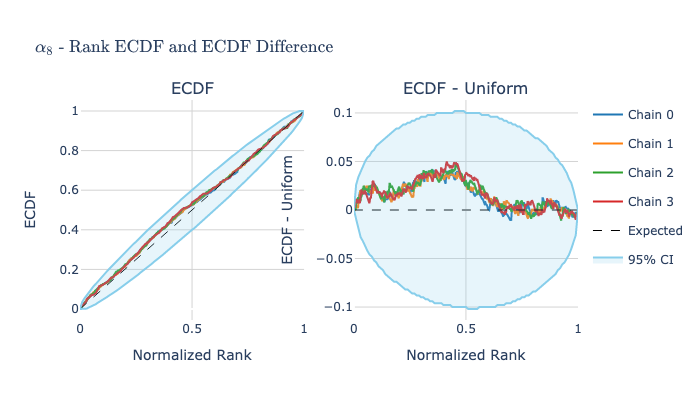 α₈ - Rank ECDF and ECDF Difference
ECDF
ECDF - Uniform
1
0.8
0.6
0.4
0.2
0
0
0.5
1
ECDF
Normalized Rank
0.1
0.05
0
−0.05
−0.1
0
0.5
1
ECDF - Uniform
Normalized Rank
Chain 0
Chain 1
Chain 2
Chain 3
Expected
95% CI